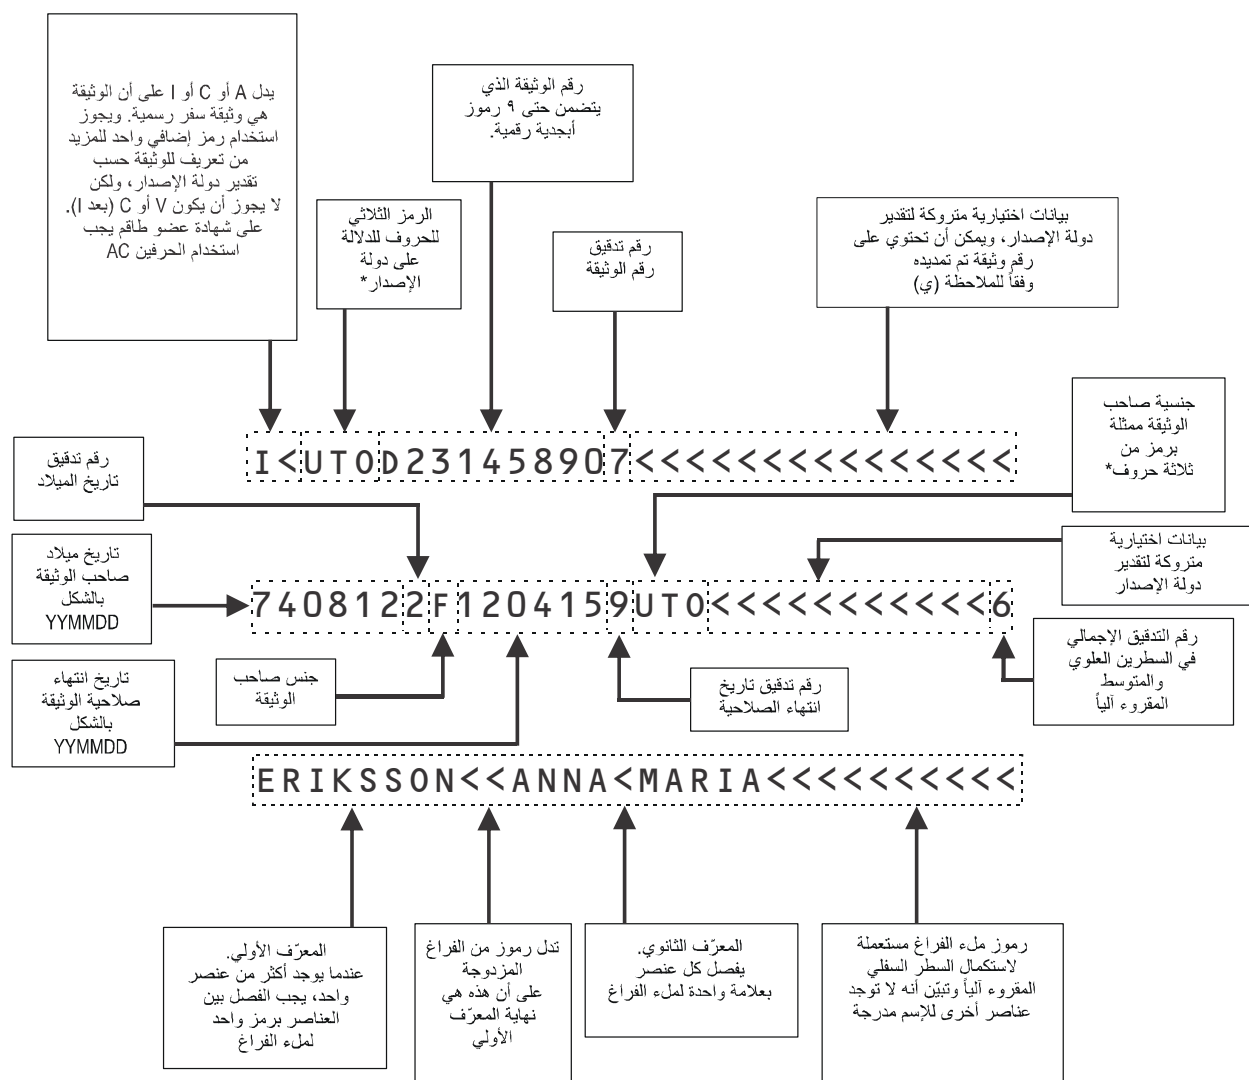 يدل A أو C أو I على أن الوثيقة
هي وثيقة سفر رسمية. ويجوز
استخدام رمز إضافي واحد للمزيد
من تعريف للوثيقة حسب
تقدير دولة الإصدار، ولكن
لا يجوز أن يكون V أو C (بعد I).
على شهادة عضو طاقم يجب
استخدام الحرفين AC
رقم الوثيقة الذي
يتضمن حتى ٩ رموز
أبجدية رقمية.
الرمز الثلاثي
للحروف للدلالة
على دولة
الإصدار*
رقم تدقيق
رقم الوثيقة
بيانات اختيارية متروكة لتقدير
دولة الإصدار، ويمكن أن تحتوي على
رقم وثيقة تم تمديده
وفقاً للملاحظة (ي)
جنسية صاحب
الوثيقة ممثلة
برمز من
ثلاثة حروف*
I<UTOD231458907<<<<<<<<<<<<<<<
رقم تدقيق
تاريخ الميلاد
بيانات اختيارية
متروكة لتقدير
دولة الإصدار
تاريخ ميلاد
صاحب الوثيقة
بالشكل
YYMMDD
7408122F1204159UTO<<<<<<<<<<<6
رقم التدقيق الإجمالي
في السطرين العلوي
والمتوسط
المقروء آلياً
جنس صاحب
الوثيقة
رقم تدقيق تاريخ
انتهاء الصلاحية
تاريخ انتهاء
صلاحية الوثيقة
بالشكل
YYMMDD
ERIKSSON<<ANNA<MARIA<<<<<<<<<<
المعرّف الأولي.
عندما يوجد أكثر من عنصر
واحد، يجب الفصل بين
العناصر برمز واحد
لملء الفراغ
تدل رموز من الفراغ
المزدوجة
على أن هذه هي
نهاية المعرّف
الأولي
المعرّف الثانوي.
يفصل كل عنصر
بعلامة واحدة لملء الفراغ
رموز ملء الفراغ مستعملة
لاستكمال السطر السفلي
المقروء آلياً وتبيّن أنه لا توجد
عناصر أخرى للإسم مدرجة